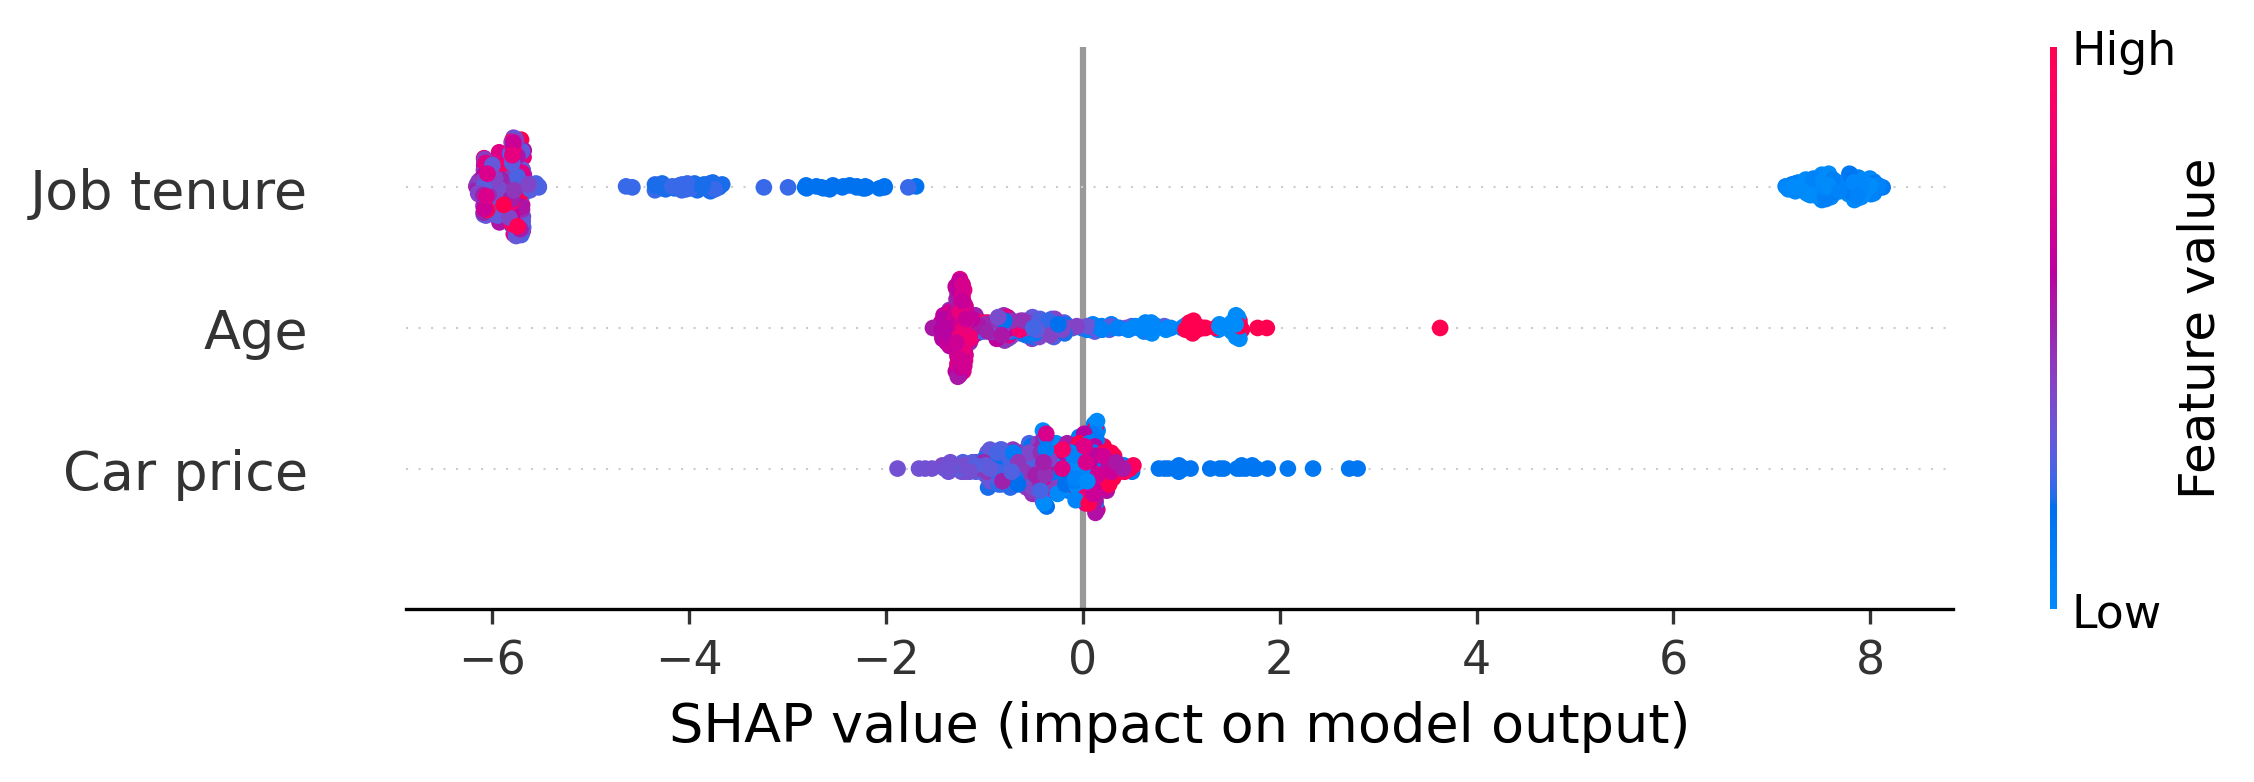 High
Job tenure
Age
Car price
Feature value
Low
−6 −4 −2 0 2 4 6 8
SHAP value (impact on model output)